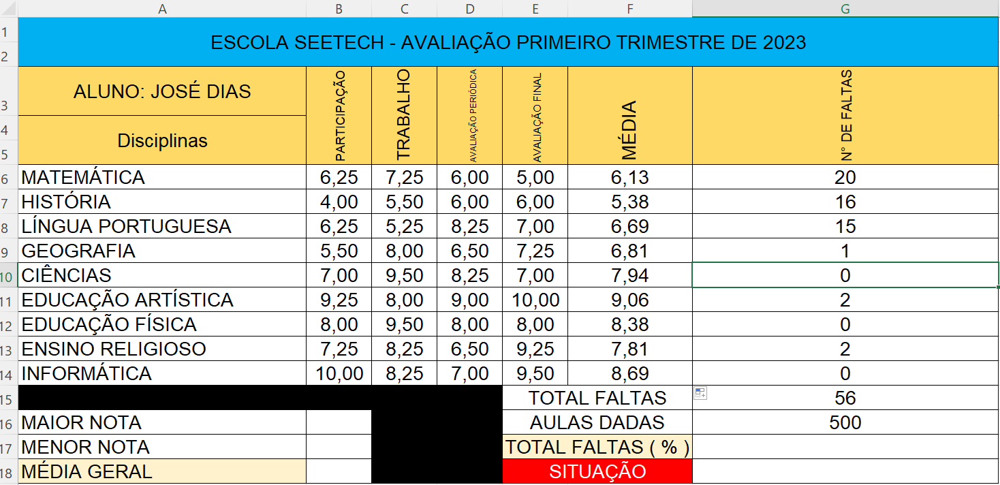 A B C D E F G
1
2 ESCOLA SEETECH - AVALIAÇÃO PRIMEIRO TRIMESTRE DE 2023
3 ALUNO: JOSÉ DIAS PARTICIPAÇÃO TRABALHO AVALIAÇÃO PERIÓDICA AVALIAÇÃO FINAL MÉDIA N° DE FALTAS
4
5 Disciplinas
6 MATEMÁTICA 6,25 7,25 6,00 5,00 6,13 20
7 HISTÓRIA 4,00 5,50 6,00 6,00 5,38 16
8 LÍNGUA PORTUGUESA 6,25 5,25 8,25 7,00 6,69 15
9 GEOGRAFIA 5,50 8,00 6,50 7,25 6,81 1
10 CIÊNCIAS 7,00 9,50 8,25 7,00 7,94 0
11 EDUCAÇÃO ARTÍSTICA 9,25 8,00 9,00 10,00 9,06 2
12 EDUCAÇÃO FÍSICA 8,00 9,50 8,00 8,00 8,38 0
13 ENSINO RELIGIOSO 7,25 8,25 6,50 9,25 7,81 2
14 INFORMÁTICA 10,00 8,25 7,00 9,50 8,69 0
15 TOTAL FALTAS 56
16 MAIOR NOTA AULAS DADAS 500
17 MENOR NOTA TOTAL FALTAS ( % )
18 MÉDIA GERAL SITUAÇÃO